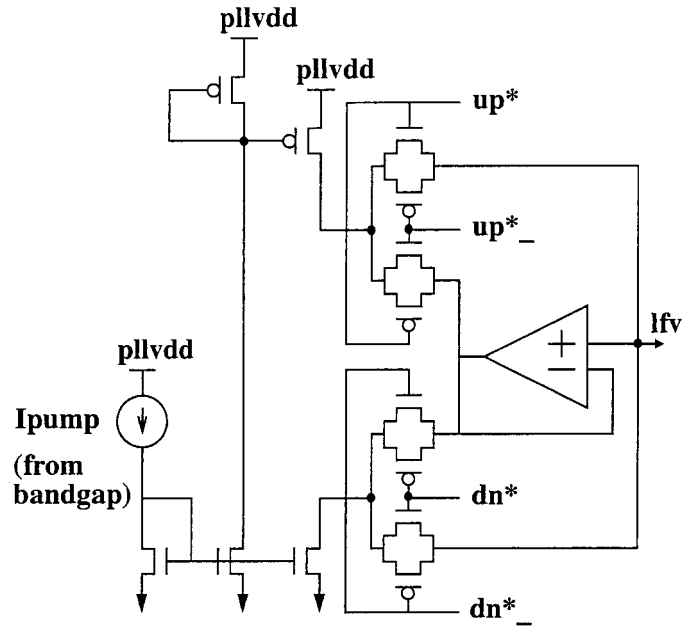 pllvdd
pllvdd
up*
up*_
lfv
pllvdd
Ipump
(from
bandgap)
dn*
dn*_
+
−